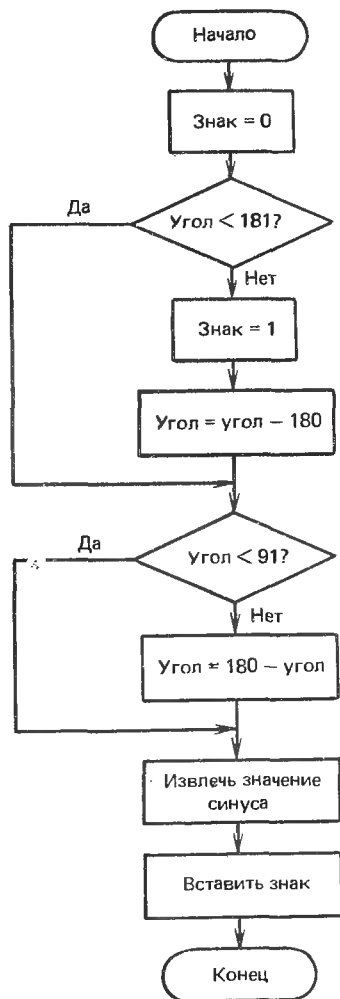 Начало
Знак = 0
Да
Угол < 181?
Нет
Знак = 1
Угол = угол – 180
Да
Угол < 91?
Нет
Угол = 180 – угол
Извлечь значение
синуса
Вставить знак
Конец